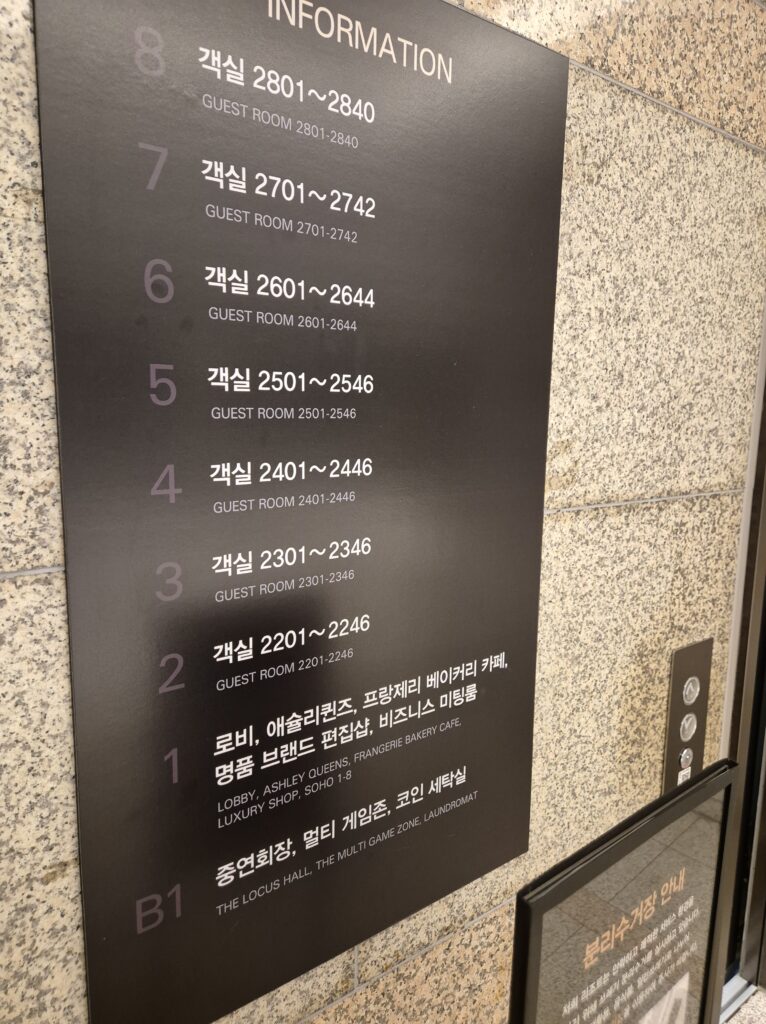 INFORMATION
8
객실 2801～2840
GUEST ROOM 2801-2840
7
객실 2701～2742
GUEST ROOM 2701-2742
6
객실 2601～2644
GUEST ROOM 2601-2644
5
객실 2501～2546
GUEST ROOM 2501-2546
4
객실 2401～2446
GUEST ROOM 2401-2446
3
객실 2301～2346
GUEST ROOM 2301-2346
2
객실 2201～2246
GUEST ROOM 2201-2246
1
로비, 애슐리퀸즈, 프랑제리 베이커리 카페,
명품 브랜드 편집샵, 비즈니스 미팅룸
LOBBY, ASHLEY QUEENS, FRANGERIE BAKERY CAFE,
LUXURY SHOP, SOHO 1-8
B1
중연회장, 멀티 게임존, 코인 세탁실
THE LOCUS HALL, THE MULTI GAME ZONE, LAUNDROMAT
분리수거장 안내